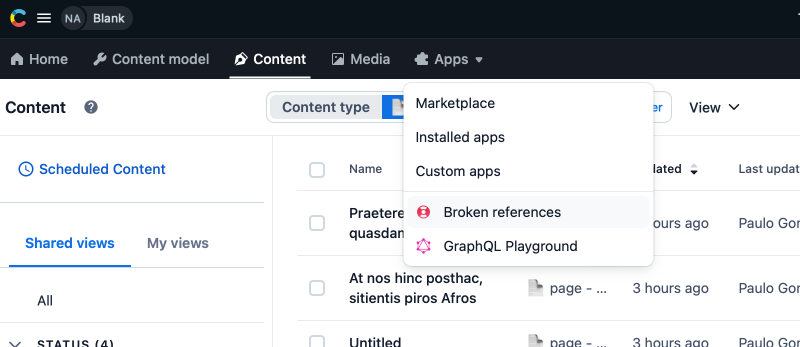 NA Blank
Home Content model Content Media Apps
Content Content type er View
Marketplace
Installed apps
Custom apps
Broken references
GraphQL Playground
Scheduled Content
Shared views My views
All
STATUS (4)
Name dated Last updat
Praetere
quasdan hours ago Paulo Gor
At nos hinc posthac,
sitientis piros Afros page - ... 3 hours ago Paulo Gor
Untitled page - ... 3 hours ago Paulo Gor